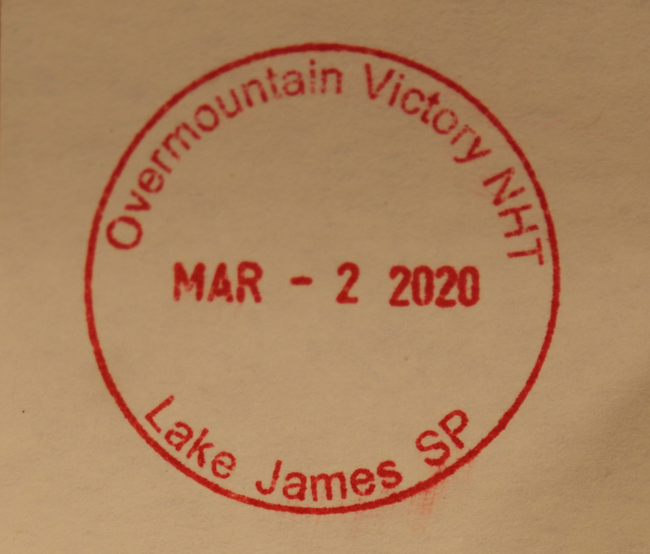 Overmountain Victory NHT
MAR - 2 2020
Lake James SP